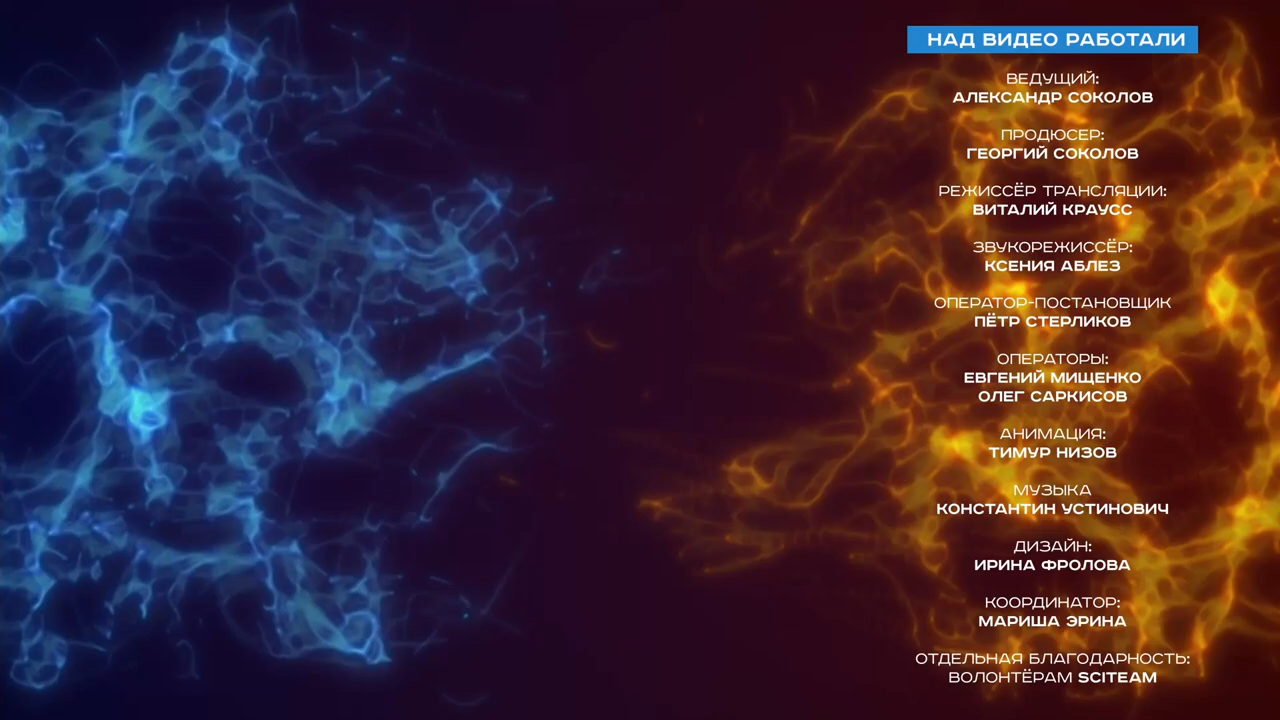 НАД ВИДЕО РАБОТАЛИ
ВЕДУЩИЙ:
АЛЕКСАНДР СОКОЛОВ
ПРОДЮСЕР:
ГЕОРГИЙ СОКОЛОВ
РЕЖИССЁР ТРАНСЛЯЦИИ:
ВИТАЛИЙ КРАУСС
ЗВУКОРЕЖИССЁР:
КСЕНИЯ АБЛЕЗ
ОПЕРАТОР-ПОСТАНОВЩИК
ПЁТР СТЕРЛИКОВ
ОПЕРАТОРЫ:
ЕВГЕНИЙ МИЩЕНКО
ОЛЕГ САРКИСОВ
АНИМАЦИЯ:
ТИМУР НИЗОВ
МУЗЫКА
КОНСТАНТИН УСТИНОВИЧ
ДИЗАЙН:
ИРИНА ФРОЛОВА
КООРДИНАТОР:
МАРИША ЭРИНА
ОТДЕЛЬНАЯ БЛАГОДАРНОСТЬ:
ВОЛОНТЁРАМ SCITEAM